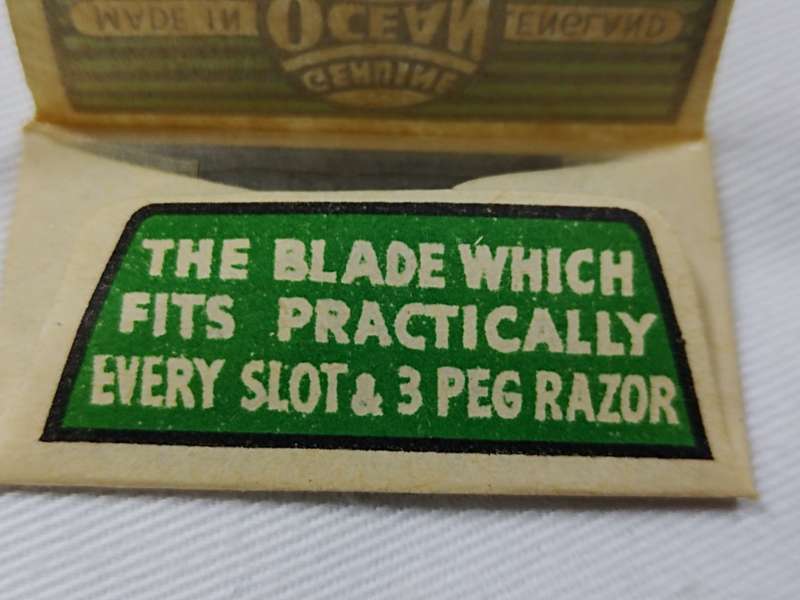 MADE IN OCEAN ENGLAND
GENUINE
THE BLADE WHICH
FITS PRACTICALLY
EVERY SLOT & 3 PEG RAZOR